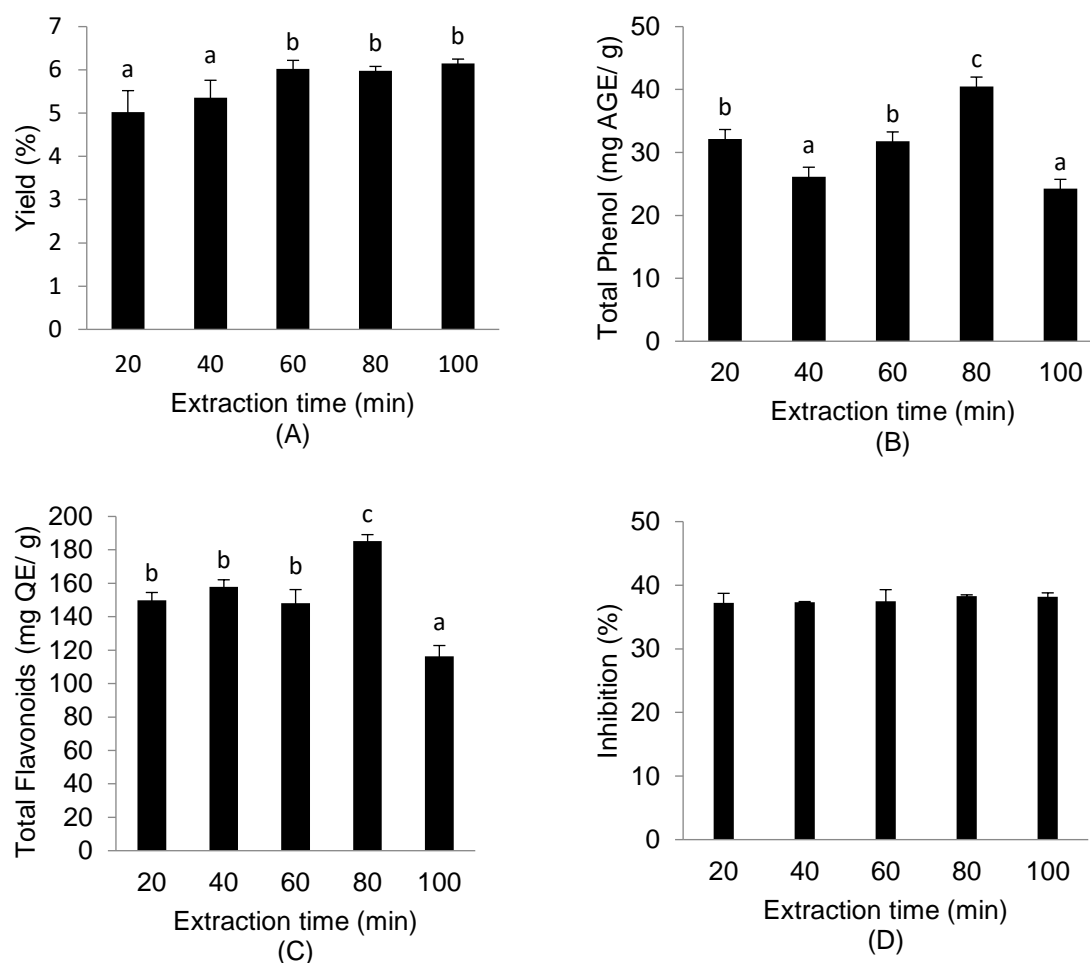 Yield (%)
7
6
5
4
3
2
1
0
a
a
b
b
b
20 40 60 80 100
Extraction time (min)
(A)
Total Phenol (mg AGE/ g)
50
40
30
20
10
0
b
a
b
c
a
20 40 60 80 100
Extraction time (min)
(B)
Total Flavonoids (mg QE/ g)
200
180
160
140
120
100
80
60
40
20
0
b
b
b
c
a
20 40 60 80 100
Extraction time (min)
(C)
Inhibition (%)
50
40
30
20
10
0
20 40 60 80 100
Extraction time (min)
(D)